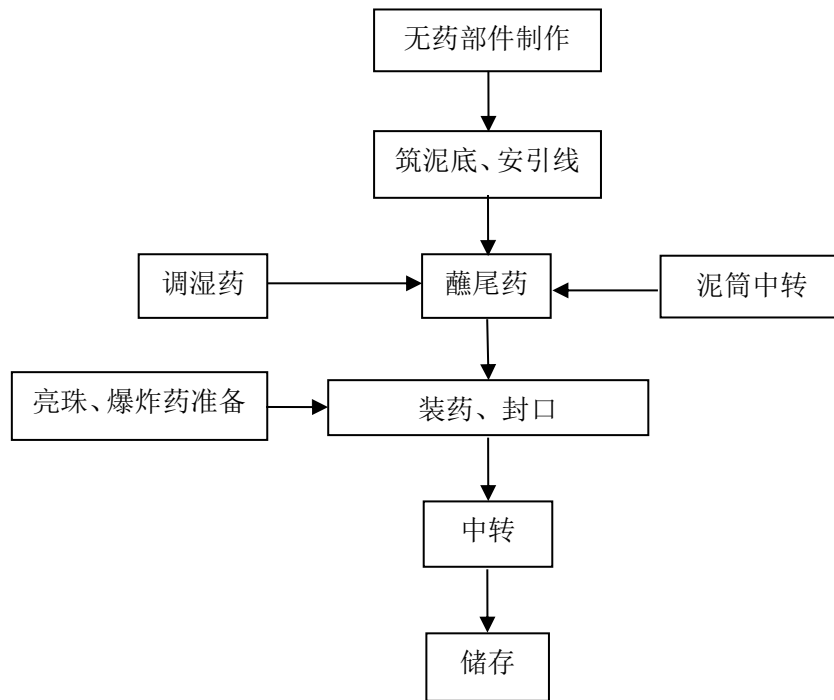 无药部件制作
筑泥底、安引线
调湿药
蘸尾药
泥筒中转
亮珠、爆炸药准备
装药、封口
中转
储存